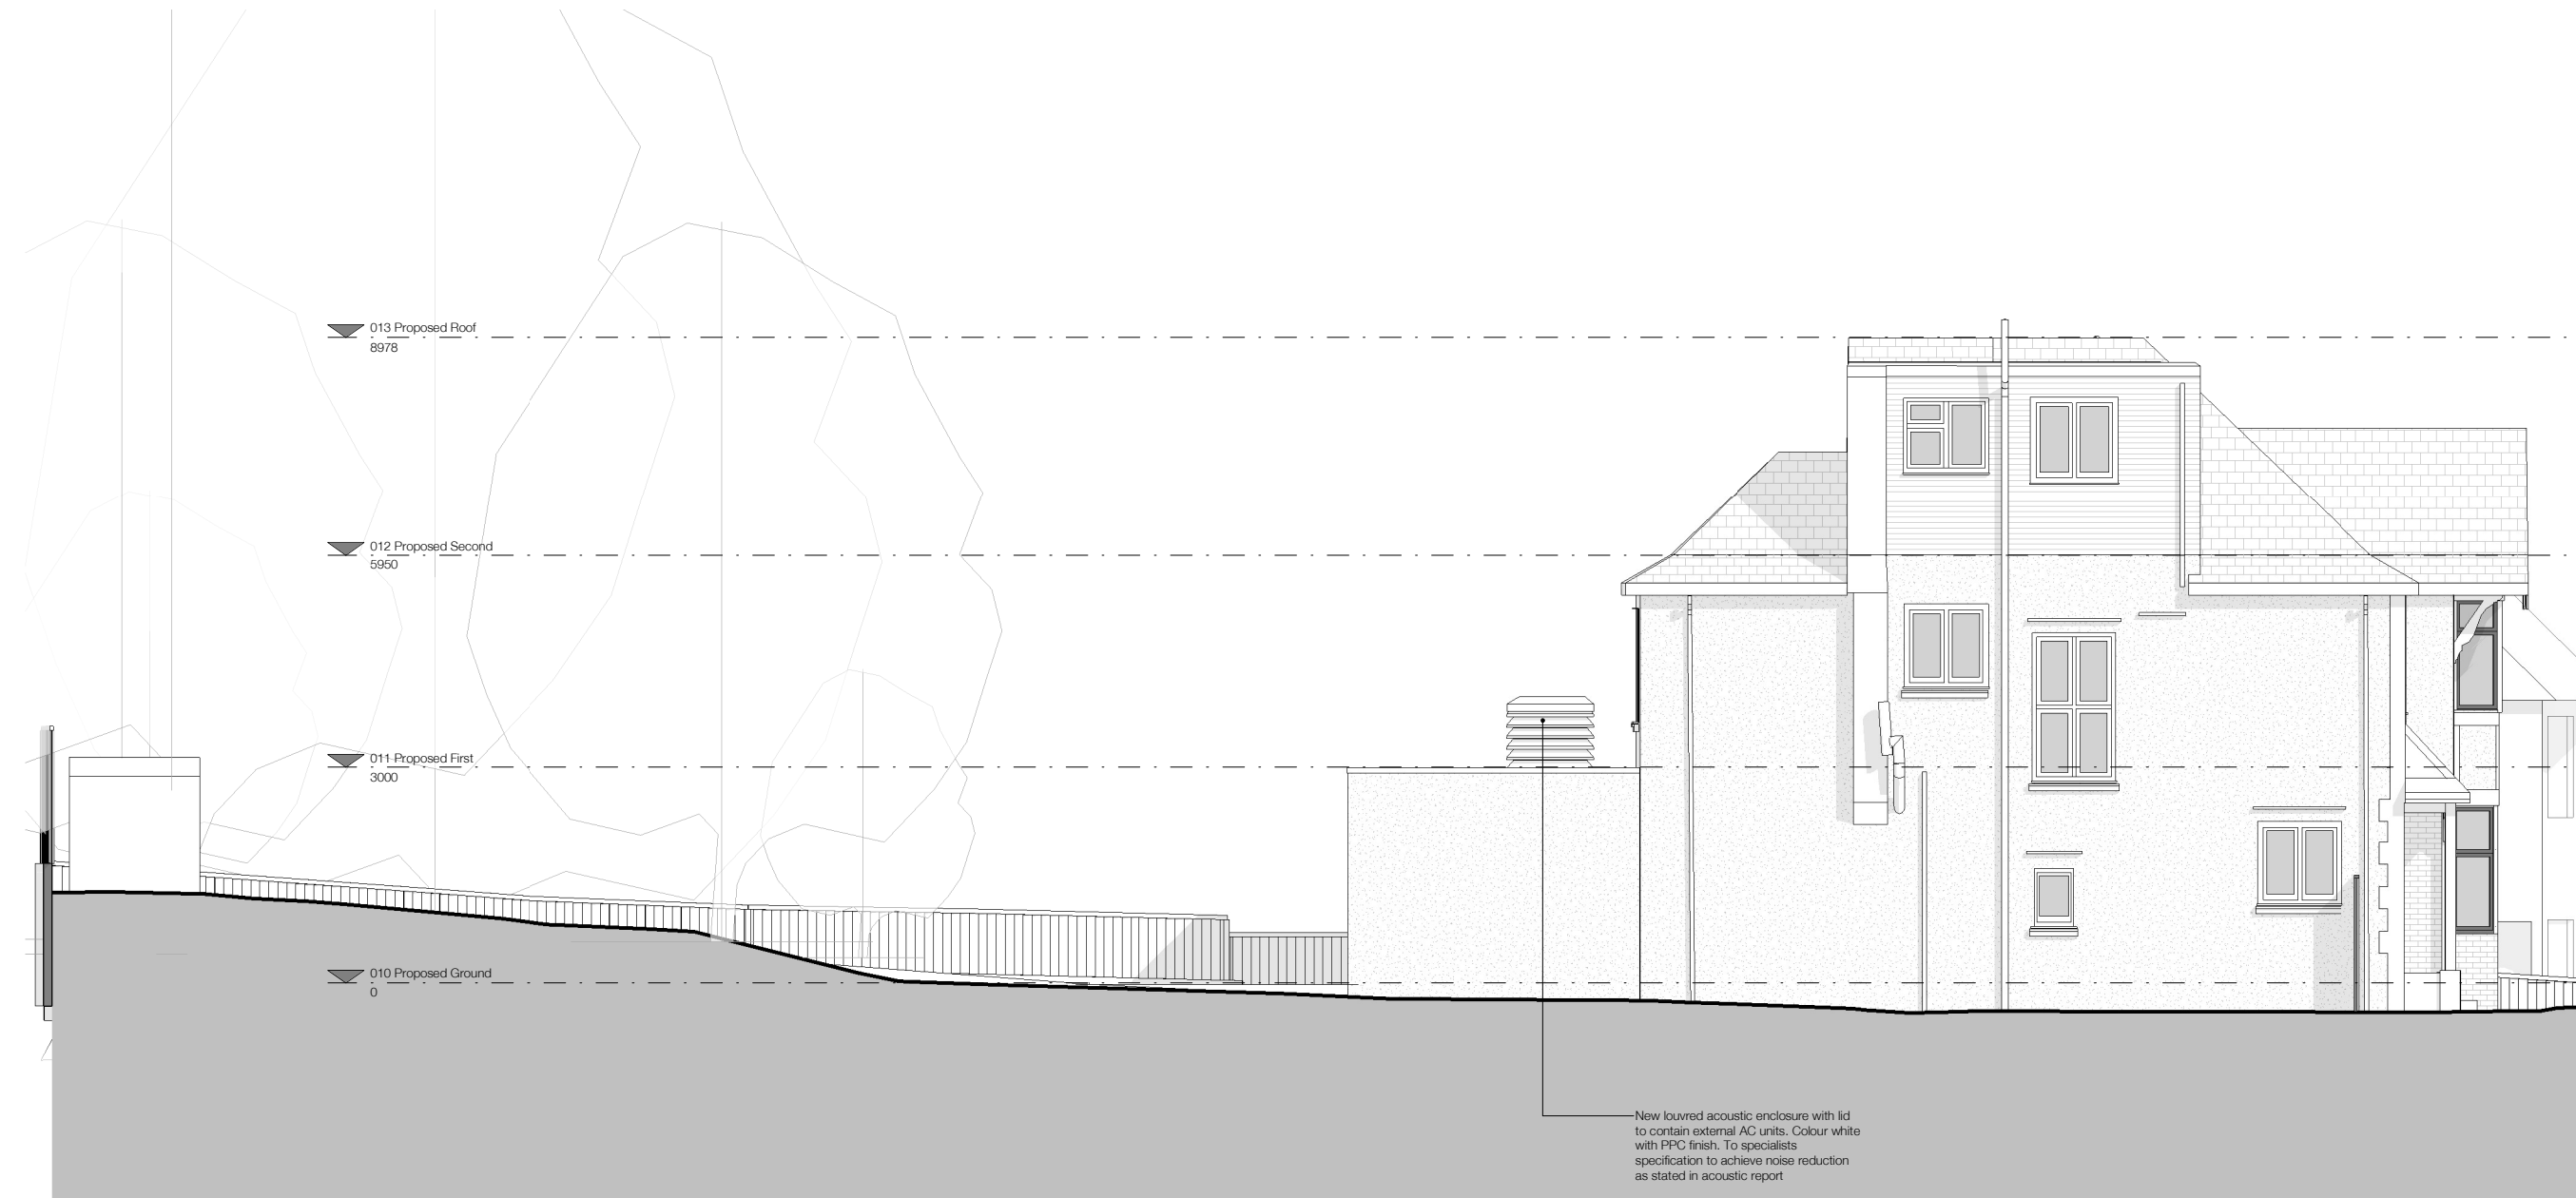 013 Proposed Roof
8978
012 Proposed Second
5950
011 Proposed First
3000
010 Proposed Ground
0
New louvred acoustic enclosure with lid
to contain external AC units. Colour white
with PPC finish. To specialists
specification to achieve noise reduction
as stated in acoustic report